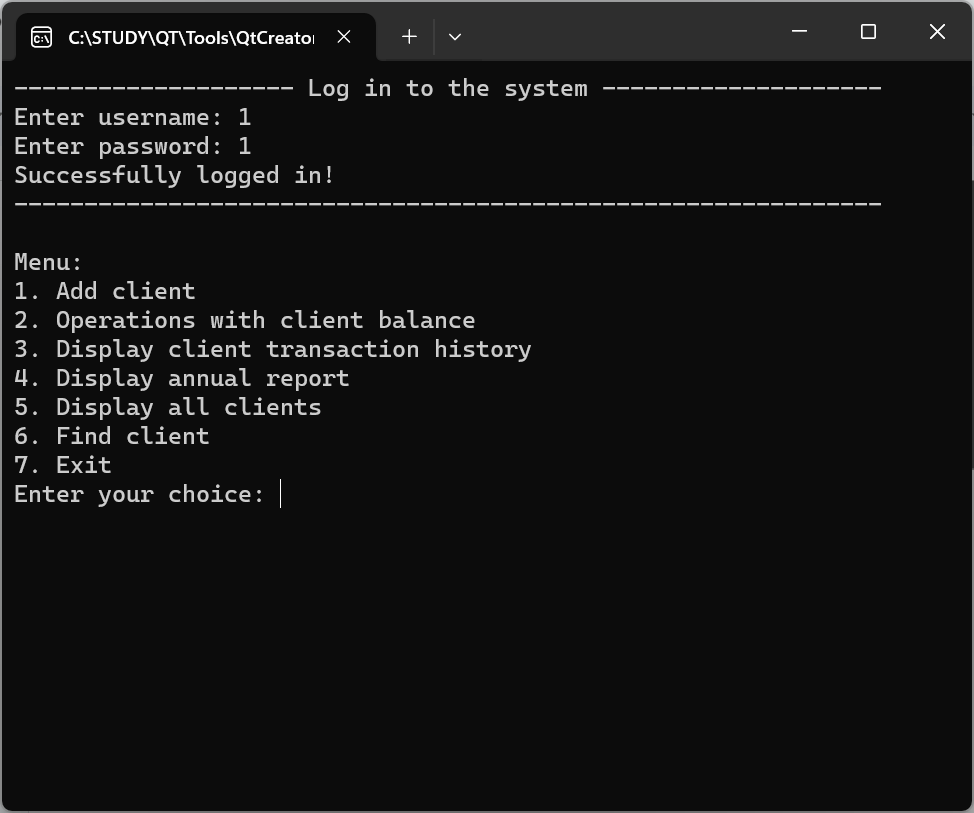 C:\STUDY\QT\Tools\QtCreator
-------------------- Log in to the system --------------------
Enter username: 1
Enter password: 1
Successfully logged in!
--------------------------------------------------------------
Menu:
1. Add client
2. Operations with client balance
3. Display client transaction history
4. Display annual report
5. Display all clients
6. Find client
7. Exit
Enter your choice: